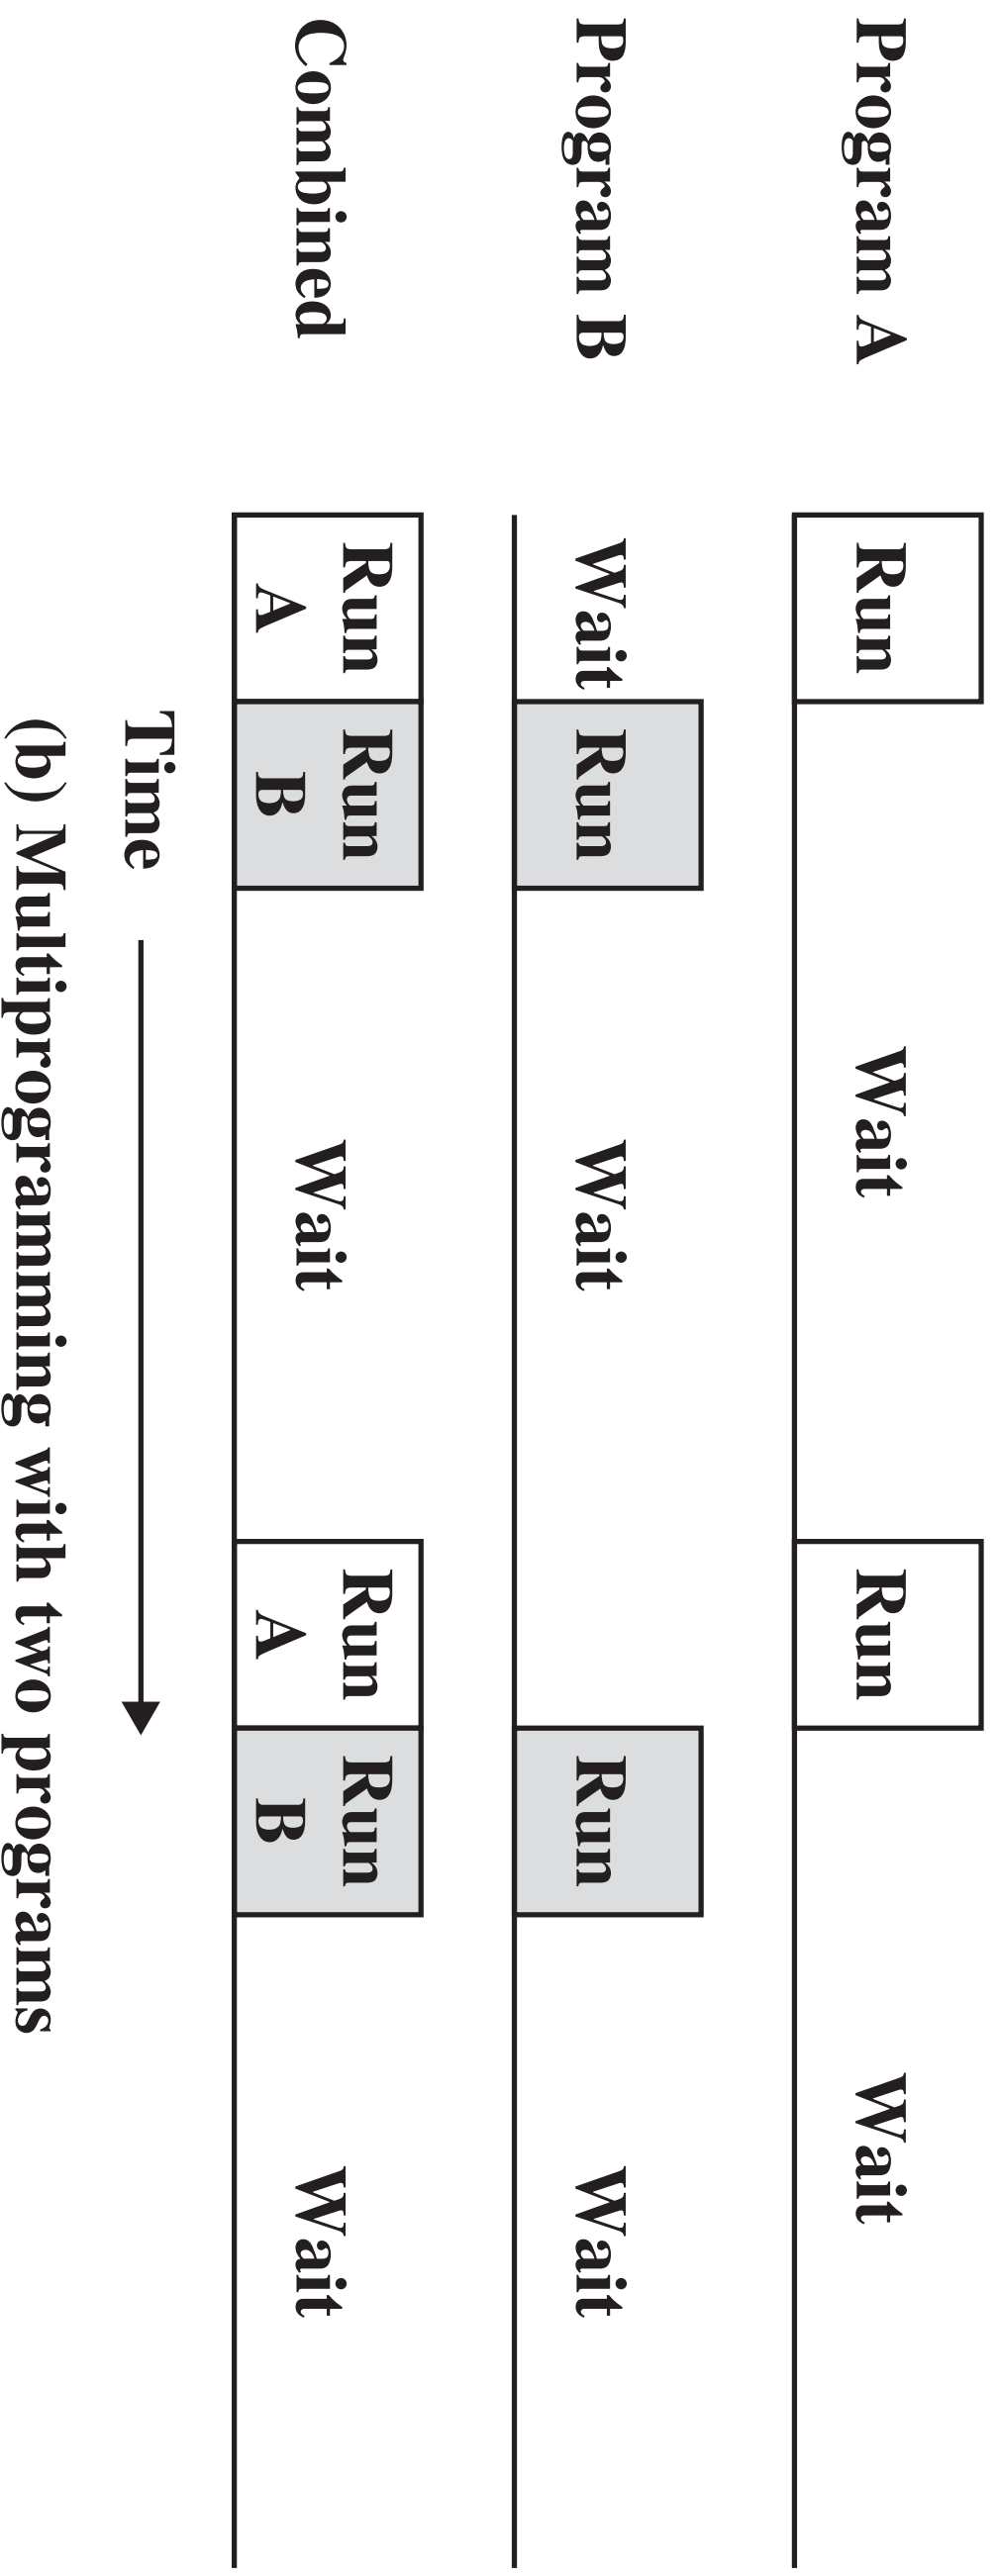 Program A Run Wait Run Wait
Program B Wait Run Wait Run Wait
Combined Run A Run B Wait Run A Run B Wait
Time
(b) Multiprogramming with two programs